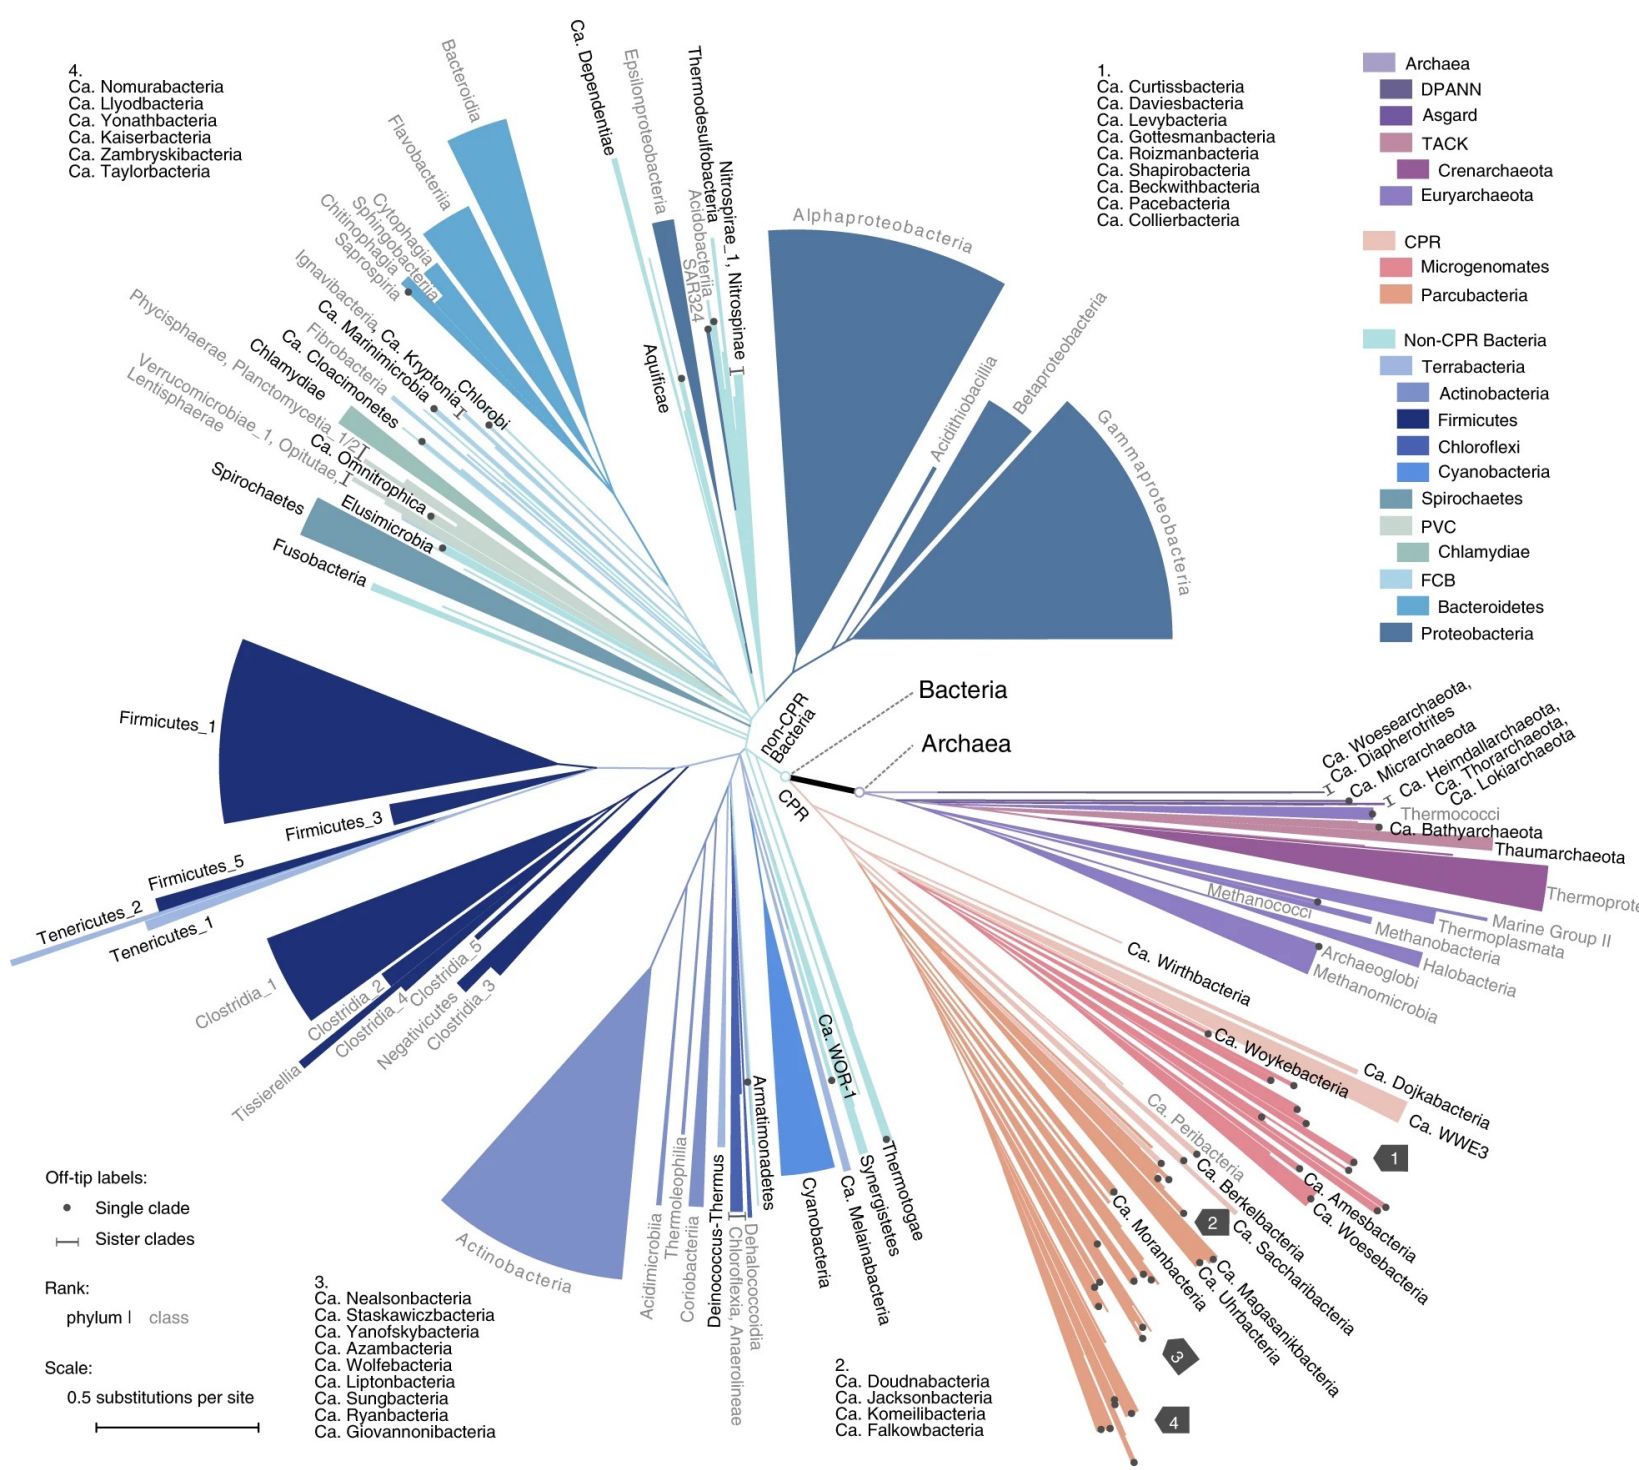 4.
Ca. Nomurabacteria
Ca. Llyodbacteria
Ca. Yonathbacteria
Ca. Kaiserbacteria
Ca. Zambryskibacteria
Ca. Taylorbacteria
Bacteroidia
Flavobacteriia
Cytophagia
Sphingobacteriia
Chitinophagia
Saprospiria
Ignavibacteria, Ca. Kryptonia
Chlorobi
Ca. Marinimicrobia
Fibrobacteria
Ca. Cloacimonetes
Chlamydiae
Phycisphaerae, Planctomycetia_1/2
Ca. Omnitrophica
Verrucomicrobiae_1, Opitutae,
Lentisphaerae
Elusimicrobia
Spirochaetes
Fusobacteria
Ca. Dependentiae
Epsilonproteobacteria
Aquificae
Thermodesulfobacteria
Acidobacteriia
SAR324
Nitrospirae_1, Nitrospinae
Alphaproteobacteria
Acidithiobacillia
Betaproteobacteria
Gammaproteobacteria
1.
Ca. Curtissbacteria
Ca. Daviesbacteria
Ca. Levybacteria
Ca. Gottesmanbacteria
Ca. Roizmanbacteria
Ca. Shapirobacteria
Ca. Beckwithbacteria
Ca. Pacebacteria
Ca. Collierbacteria
Archaea
DPANN
Asgard
TACK
Crenarchaeota
Euryarchaeota
CPR
Microgenomates
Parcubacteria
Non-CPR Bacteria
Terrabacteria
Actinobacteria
Firmicutes
Chloroflexi
Cyanobacteria
Spirochaetes
PVC
Chlamydiae
FCB
Bacteroidetes
Proteobacteria
non-CPR
Bacteria
CPR
Bacteria
Archaea
Ca. Woesearchaeota,
Ca. Diapherotrites
Ca. Micrarchaeota
Ca. Heimdallarchaeota,
Ca. Thorarchaeota,
Ca. Lokiarchaeota
Thermococci
Ca. Bathyarchaeota
Thaumarchaeota
Thermoprote
Marine Group II
Thermoplasmata
Methanococci
Methanobacteria
Halobacteria
Archaeoglobi
Methanomicrobia
Ca. Wirthbacteria
Ca. Dojkabacteria
Ca. WWE3
Ca. Woykebacteria
1
Ca. Amesbacteria
Ca. Woesebacteria
Ca. Peribacteria
Ca. Berkelbacteria
Ca. Saccharibacteria
2
Ca. Magasanikbacteria
Ca. Uhrbacteria
Ca. Moranbacteria
3
4
Firmicutes_1
Firmicutes_3
Firmicutes_5
Tenericutes_2
Tenericutes_1
Clostridia_1
Clostridia_2
Clostridia_4
Clostridia_5
Negativicutes
Clostridia_3
Tissierellia
Actinobacteria
Acidimicrobiia
Thermoleophilia
Coriobacteriia
Deinococcus-Thermus
Chloroflexia, Anaerolineae
Dehalococcoidia
Armatimonadetes
Cyanobacteria
Ca. Melainabacteria
Ca. WOR-1
Synergistetes
Thermotogae
Off-tip labels:
Single clade
Sister clades
Rank:
phylum | class
Scale:
0.5 substitutions per site
3.
Ca. Nealsonbacteria
Ca. Staskawiczbacteria
Ca. Yanofskybacteria
Ca. Azambacteria
Ca. Wolfebacteria
Ca. Liptonbacteria
Ca. Sungbacteria
Ca. Ryanbacteria
Ca. Giovannonibacteria
2.
Ca. Doudnabacteria
Ca. Jacksonbacteria
Ca. Komeilibacteria
Ca. Falkowbacteria